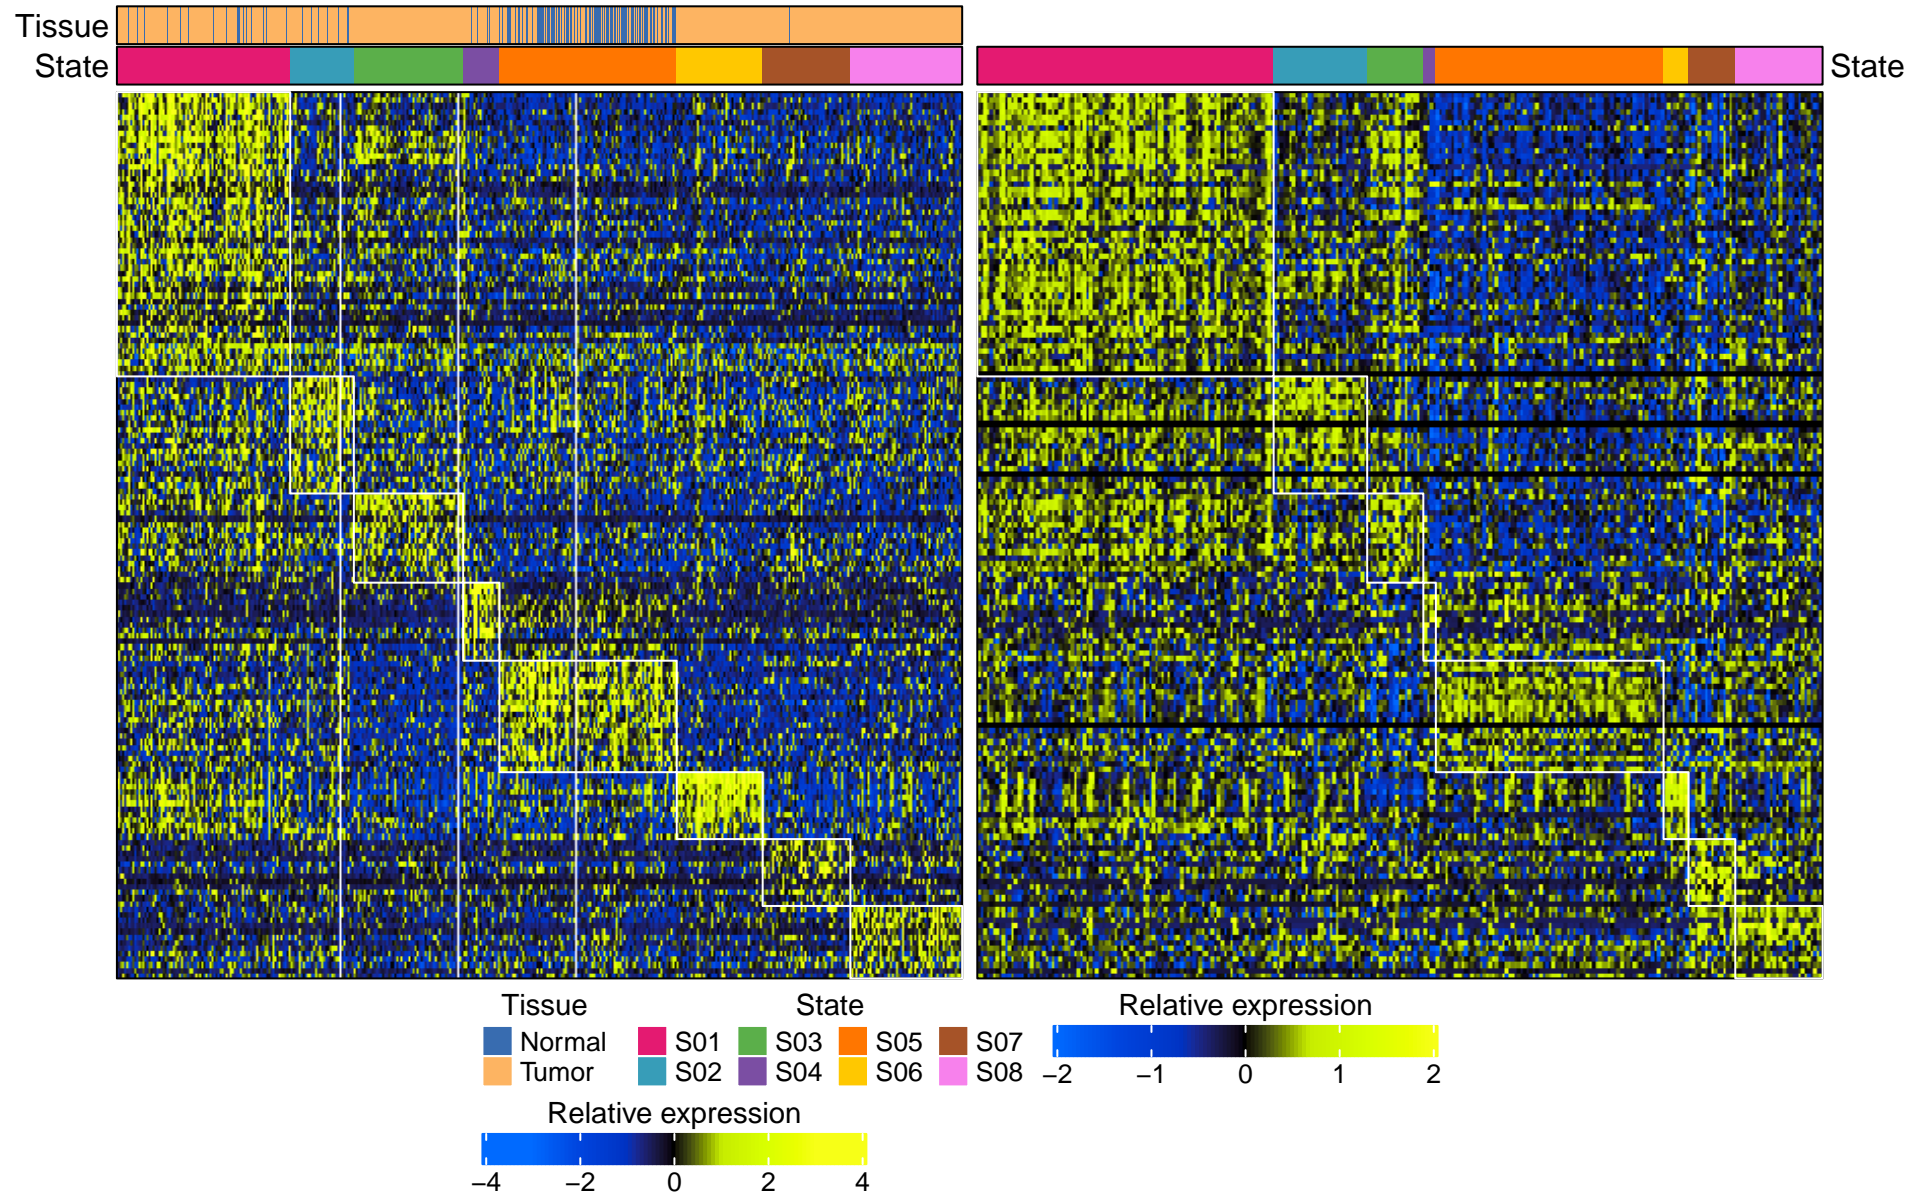 Tissue
State
State
Tissue
Normal
Tumor
State
S01 S03 S05 S07
S02 S04 S06 S08
Relative expression
−2 −1 0 1 2
Relative expression
−4 −2 0 2 4